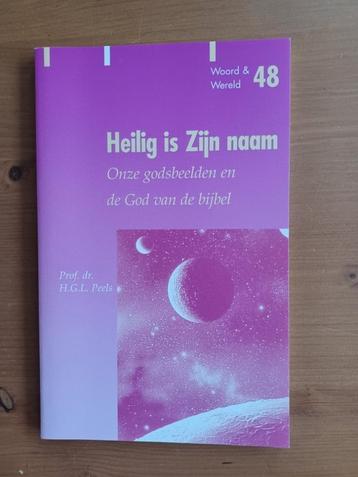 Woord &
Wereld 48
Heilig is Zijn naam
Onze godsbeelden en
de God van de bijbel
Prof. dr.
H.G.L. Peels